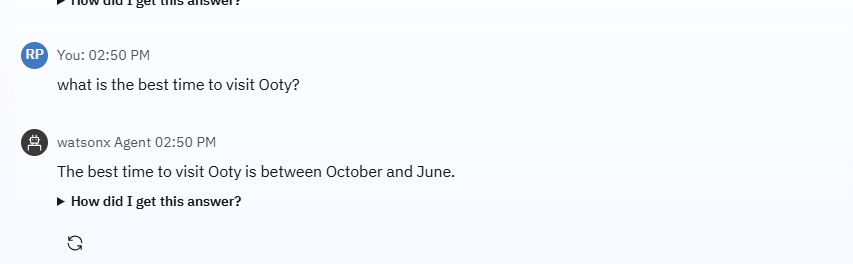 How did I get this answer?
RP You: 02:50 PM
what is the best time to visit Ooty?
watsonx Agent 02:50 PM
The best time to visit Ooty is between October and June.
How did I get this answer?